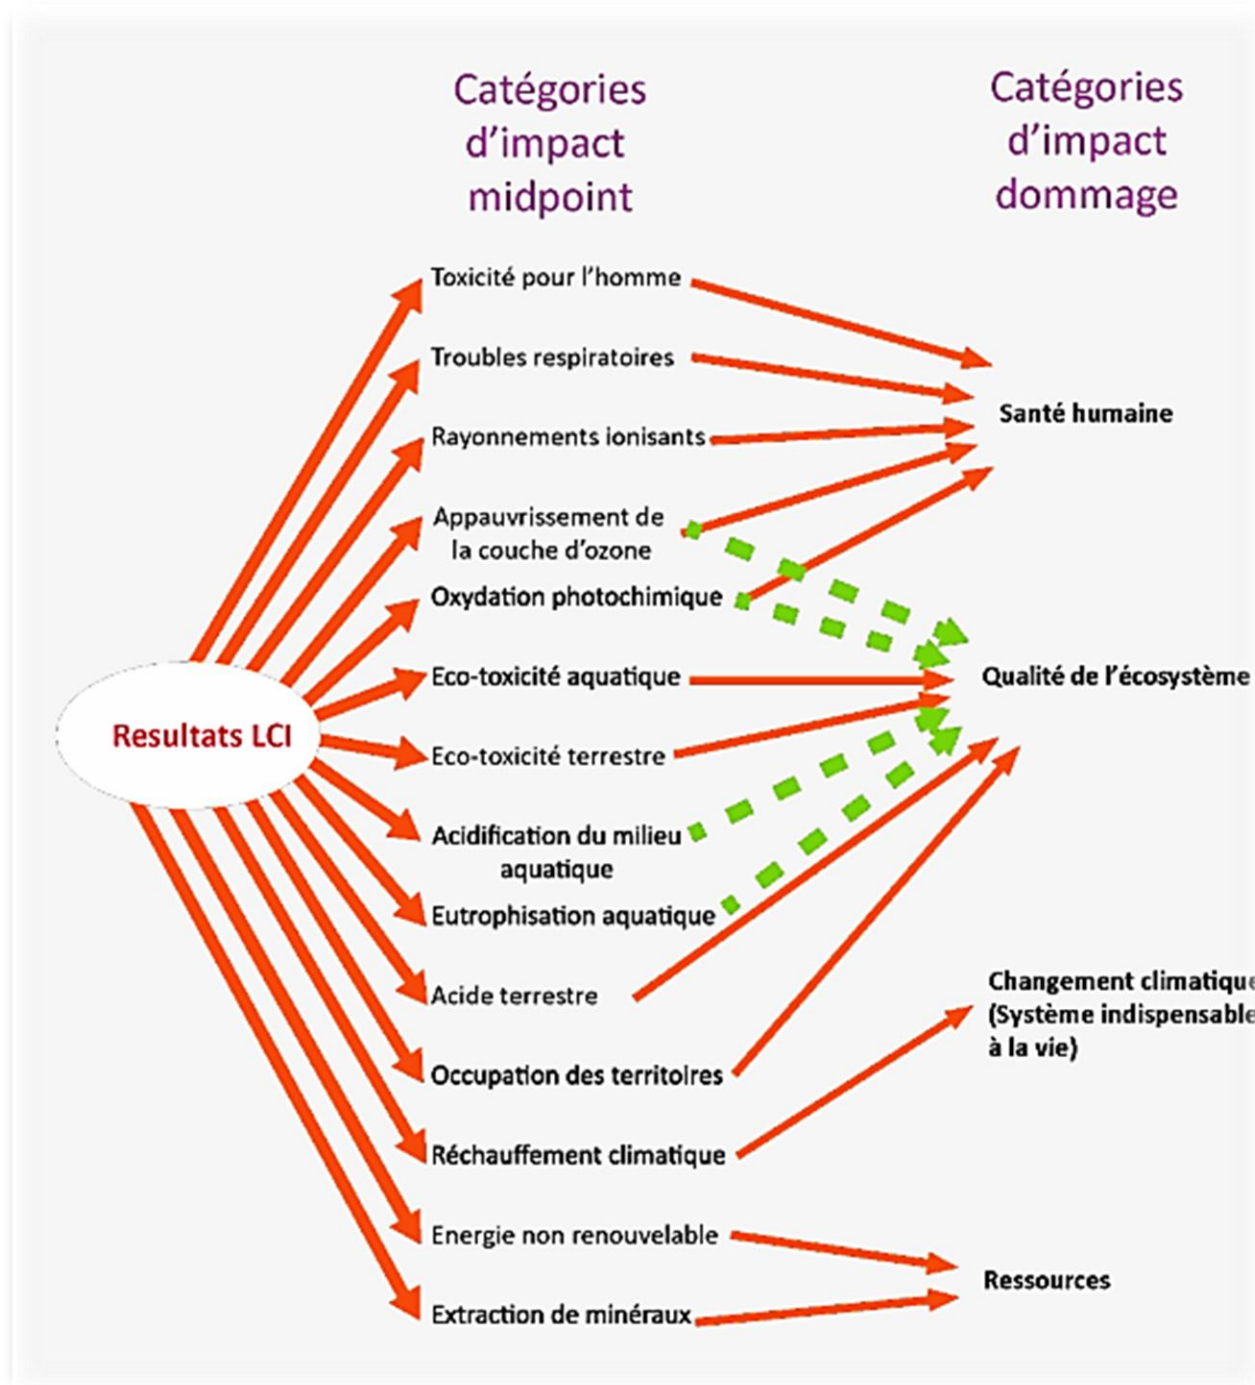 Catégories
d'impact
midpoint
Catégories
d'impact
dommage
Toxicité pour l'homme
Troubles respiratoires
Rayonnements ionisants
Appauvrissement de
la couche d'ozone
Oxydation photochimique
Eco-toxicité aquatique
Eco-toxicité terrestre
Acidification du milieu
aquatique
Eutrophisation aquatique
Acide terrestre
Occupation des territoires
Réchauffement climatique
Energie non renouvelable
Extraction de minéraux
Resultats LCI
Santé humaine
Qualité de l'écosystème
Changement climatique
(Système indispensable
à la vie)
Ressources